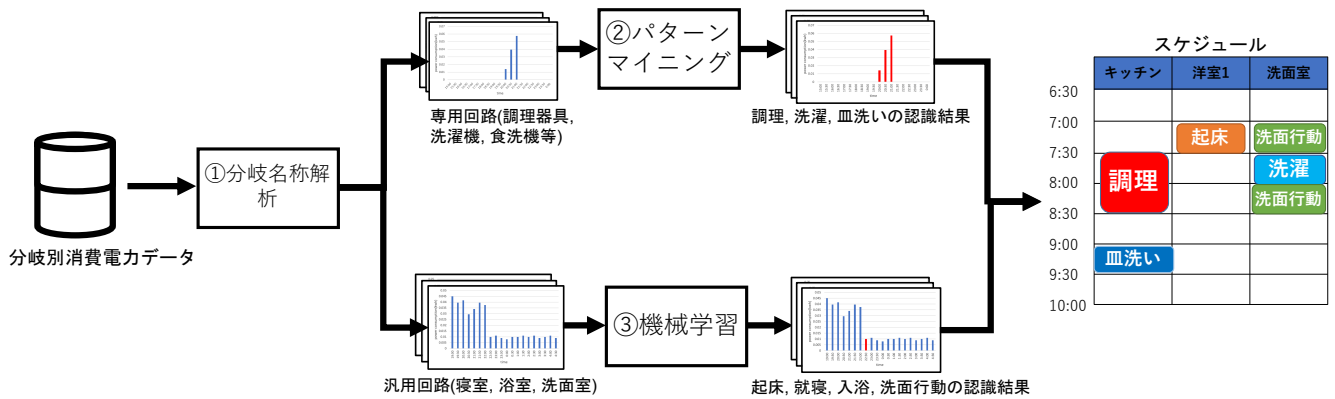 分岐別消費電力データ
①分岐名称解
析
専用回路(調理器具,
洗濯機, 食洗機等)
②パターン
マイニング
調理, 洗濯, 皿洗いの認識結果
汎用回路(寝室, 浴室, 洗面室)
③機械学習
起床, 就寝, 入浴, 洗面行動の認識結果
スケジュール
キッチン 洋室1 洗面室
6:30
7:00
起床 洗面行動
7:30
調理 洗濯
8:00
洗面行動
8:30
9:00
皿洗い
9:30
10:00